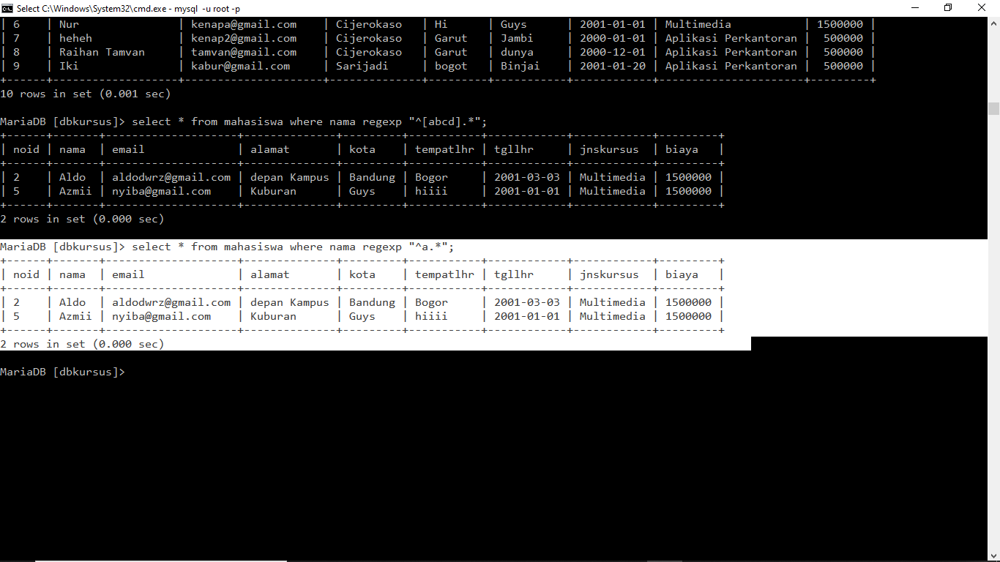 Select C:\Windows\System32\cmd.exe - mysql -u root -p
| 6    | Nur               | kenapa@gmail.com    | Cijerokaso   | Hi      | Guys      | 2001-01-01 | Multimedia          | 1500000 |
| 7    | heheh             | kenap2@gmail.com    | Cijerokaso   | Garut   | Jambi     | 2000-01-01 | Aplikasi Perkantoran |  500000 |
| 8    | Raihan Tamvan     | tamvan@gmail.com    | Cijerokaso   | Garut   | dunya     | 2000-12-01 | Aplikasi Perkantoran |  500000 |
| 9    | Iki               | kabur@gmail.com     | Sarijadi     | bogot   | Binjai    | 2001-01-20 | Aplikasi Perkantoran |  500000 |
+------+-------------------+---------------------+--------------+---------+-----------+------------+----------------------+---------+
10 rows in set (0.001 sec)
MariaDB [dbkursus]> select * from mahasiswa where nama regexp "^[abcd].*";
+------+-------+--------------------+--------------+---------+-----------+------------+------------+---------+
| noid | nama  | email              | alamat       | kota    | tempatlhr | tgllhr     | jnskursus  | biaya   |
+------+-------+--------------------+--------------+---------+-----------+------------+------------+---------+
| 2    | Aldo  | aldodwrz@gmail.com | depan Kampus | Bandung | Bogor     | 2001-03-03 | Multimedia | 1500000 |
| 5    | Azmii | nyiba@gmail.com    | Kuburan      | Guys    | hiiii     | 2001-01-01 | Multimedia | 1500000 |
+------+-------+--------------------+--------------+---------+-----------+------------+------------+---------+
2 rows in set (0.000 sec)
MariaDB [dbkursus]> select * from mahasiswa where nama regexp "^a.*";
+------+-------+--------------------+--------------+---------+-----------+------------+------------+---------+
| noid | nama  | email              | alamat       | kota    | tempatlhr | tgllhr     | jnskursus  | biaya   |
+------+-------+--------------------+--------------+---------+-----------+------------+------------+---------+
| 2    | Aldo  | aldodwrz@gmail.com | depan Kampus | Bandung | Bogor     | 2001-03-03 | Multimedia | 1500000 |
| 5    | Azmii | nyiba@gmail.com    | Kuburan      | Guys    | hiiii     | 2001-01-01 | Multimedia | 1500000 |
+------+-------+--------------------+--------------+---------+-----------+------------+------------+---------+
2 rows in set (0.000 sec)
MariaDB [dbkursus]>